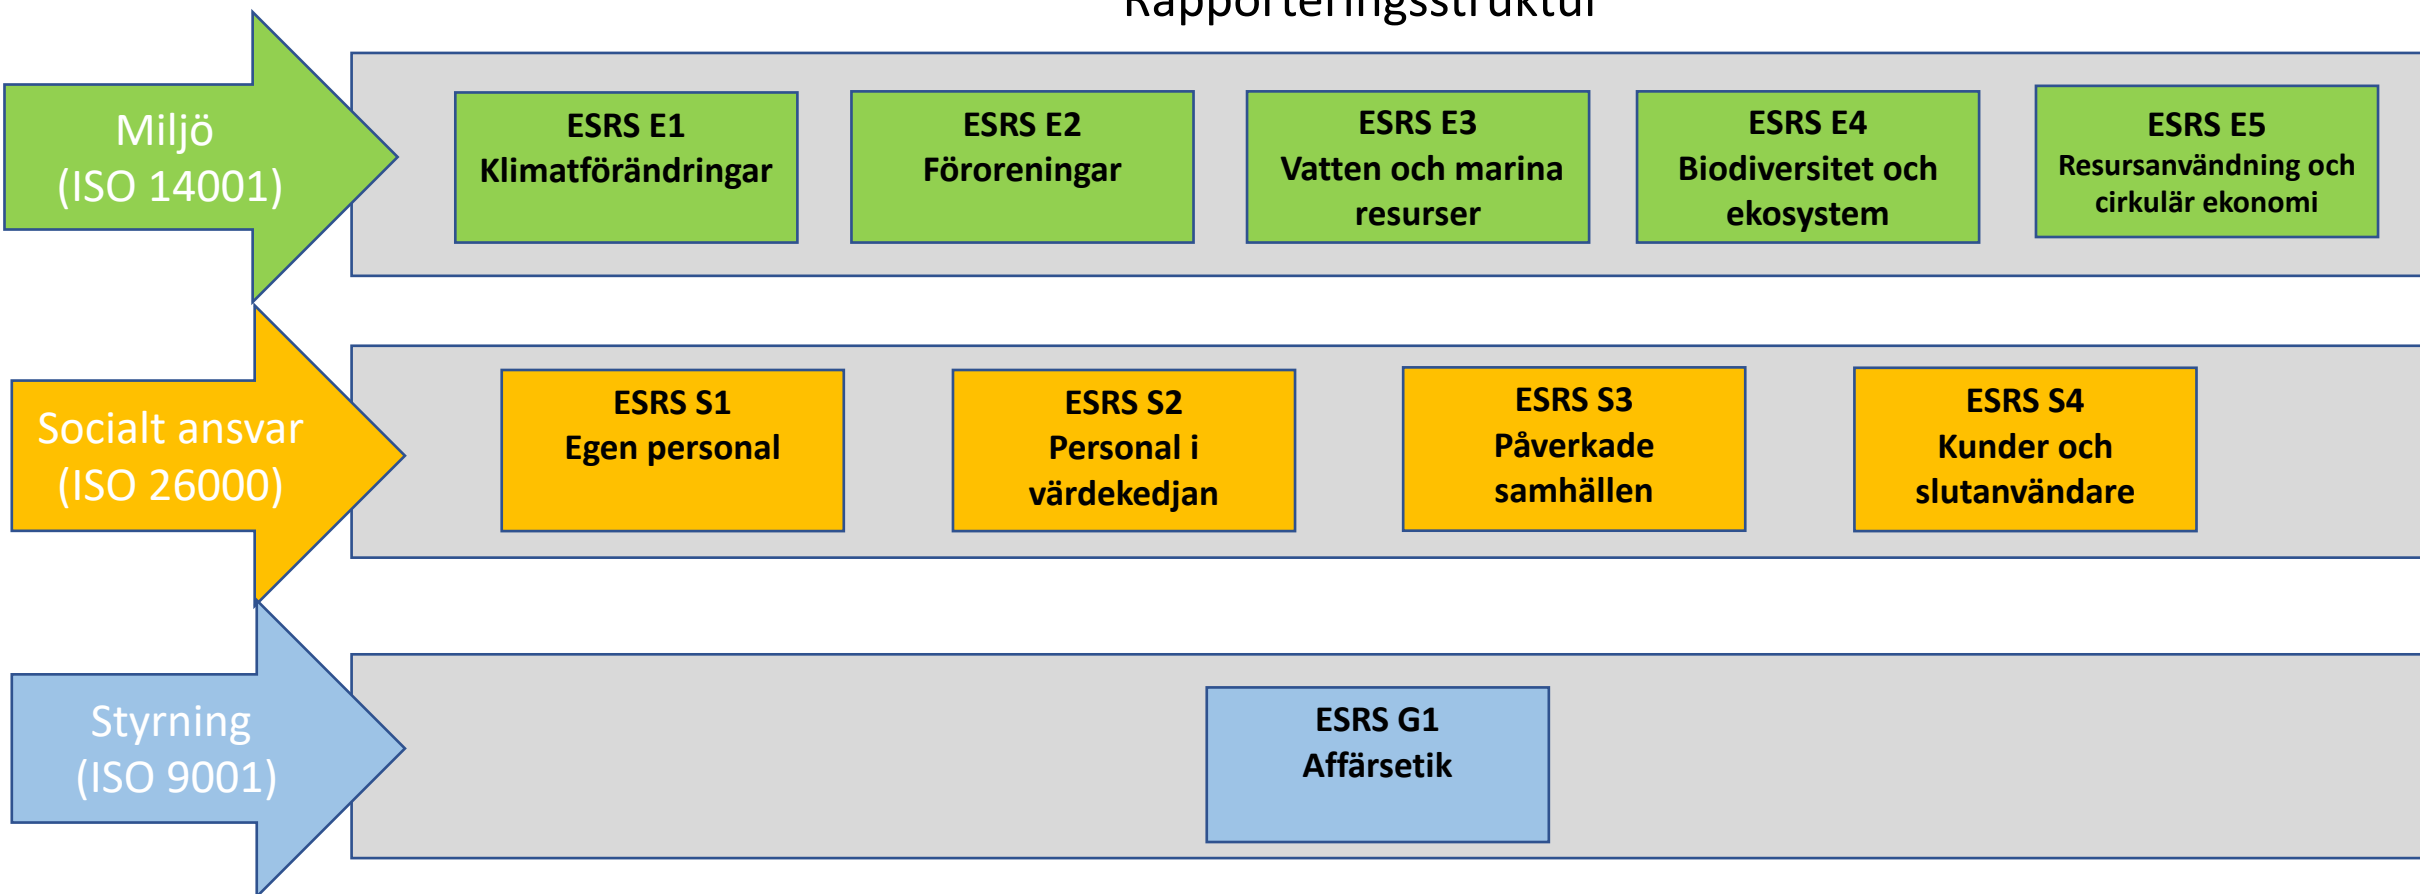 Rapporteringsstruktur
Miljö
(ISO 14001)
ESRS E1
Klimatförändringar
ESRS E2
Föroreningar
ESRS E3
Vatten och marina
resurser
ESRS E4
Biodiversitet och
ekosystem
ESRS E5
Resursanvändning och
cirkulär ekonomi
Socialt ansvar
(ISO 26000)
ESRS S1
Egen personal
ESRS S2
Personal i
värdekedjan
ESRS S3
Påverkade
samhällen
ESRS S4
Kunder och
slutanvändare
Styrning
(ISO 9001)
ESRS G1
Affärsetik